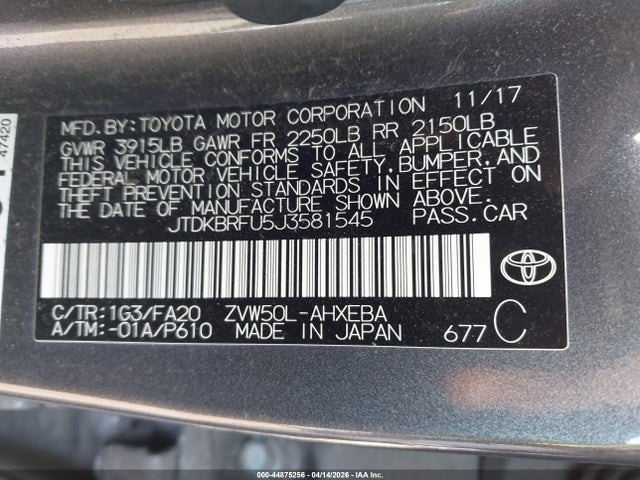 MFD.BY:TOYOTA MOTOR CORPORATION 11/17
GVWR 3915LB GAWR FR 2250LB RR 2150LB
THIS VEHICLE CONFORMS TO ALL APPLICABLE
FEDERAL MOTOR VEHICLE SAFETY, BUMPER, AND
THEFT PREVENTION STANDARDS IN EFFECT ON
THE DATE OF MANUFACTURE SHOWN ABOVE.
JTDKBRFU5J3581545 PASS.CAR
C/TR:1G3/FA20 ZVW50L-AHXEBA
A/TM:-01A/P610 MADE IN JAPAN 677 C
47420
IAA-44875256 | 04/14/2026 | IAA Inc.